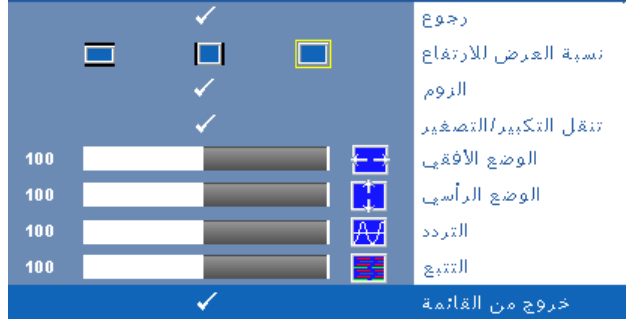 رجوع
نسبة العرض للارتفاع
الزوم
تنقل التكبير/التصغير
الوضع الأفقي 100
الوضع الرأسي 100
التردد 100
التتبع 100
خروج من القائمة